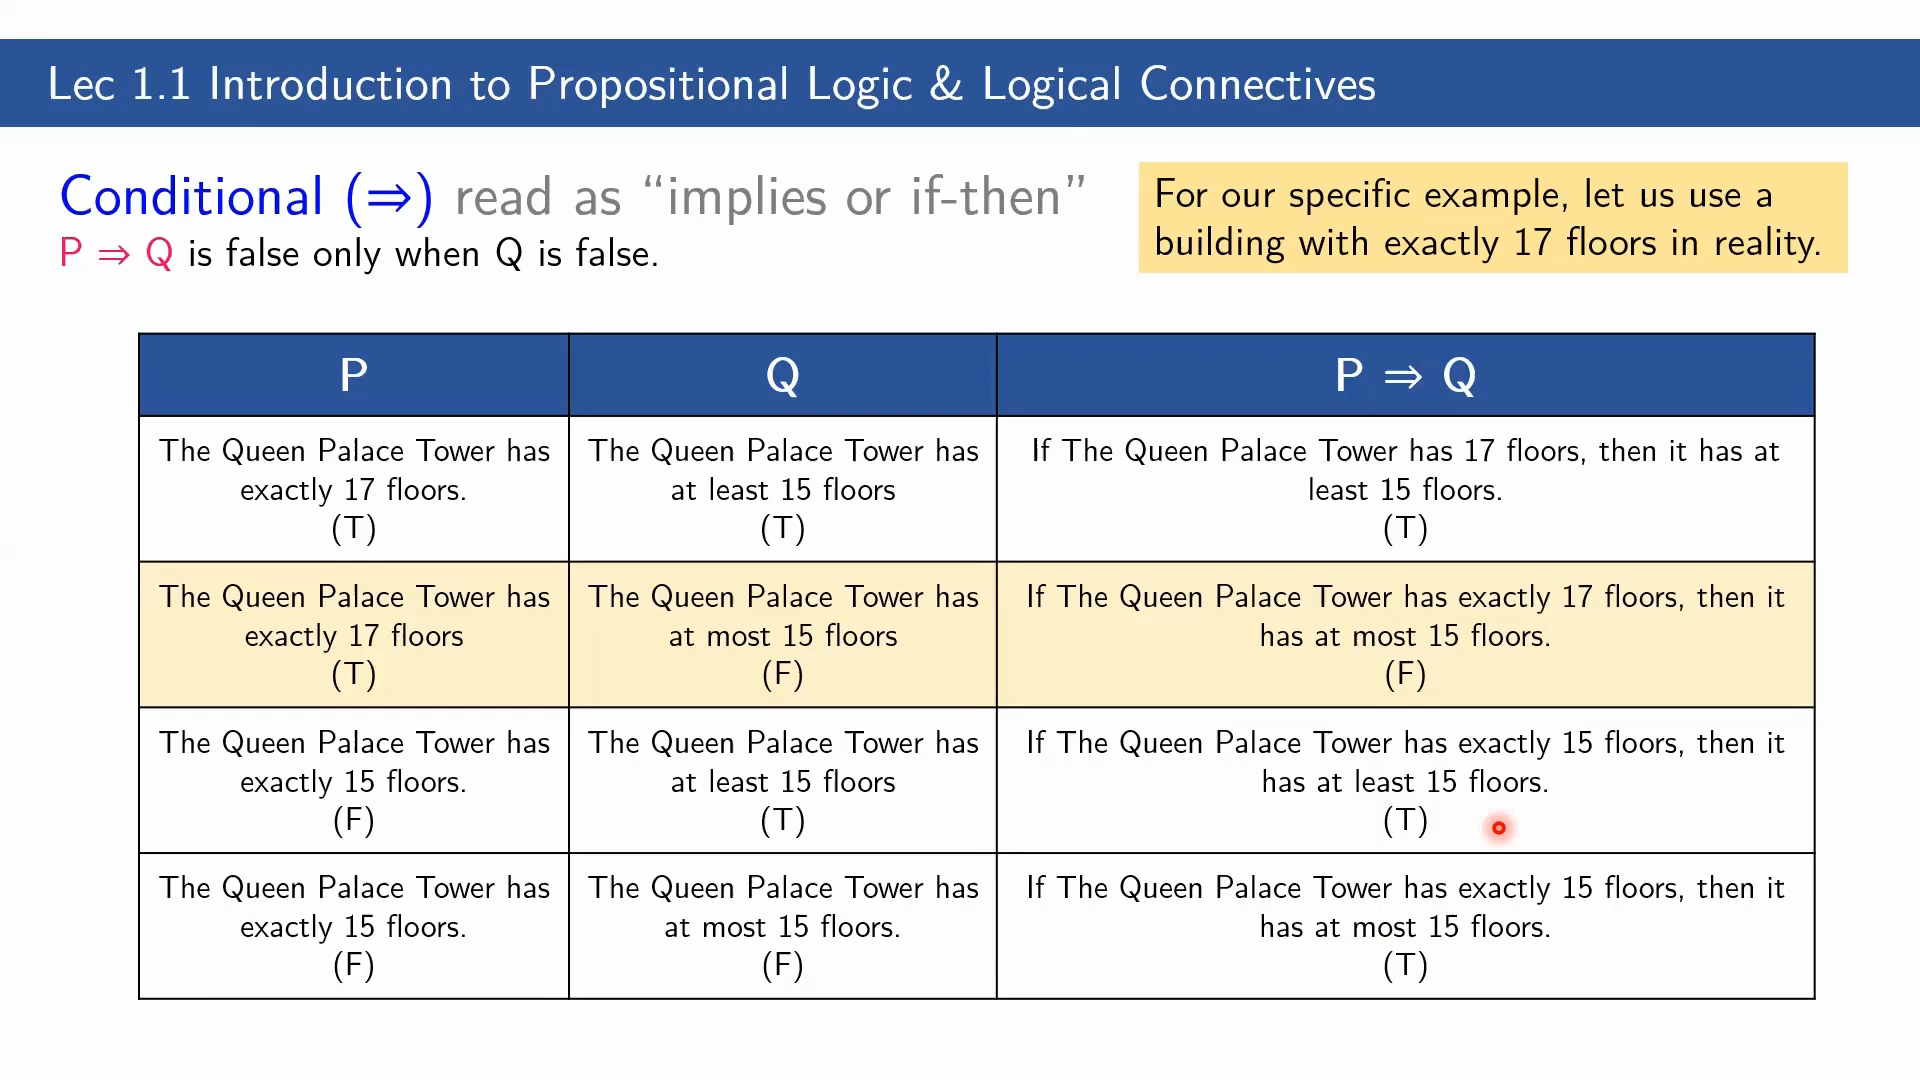 Lec 1.1 Introduction to Propositional Logic & Logical Connectives
Conditional (⇒) read as “implies or if-then”
P ⇒ Q is false only when Q is false.
For our specific example, let us use a
building with exactly 17 floors in reality.
P
Q
P ⇒ Q
The Queen Palace Tower has
exactly 17 floors.
(T)
The Queen Palace Tower has
at least 15 floors
(T)
If The Queen Palace Tower has 17 floors, then it has at
least 15 floors.
(T)
The Queen Palace Tower has
exactly 17 floors
(T)
The Queen Palace Tower has
at most 15 floors
(F)
If The Queen Palace Tower has exactly 17 floors, then it
has at most 15 floors.
(F)
The Queen Palace Tower has
exactly 15 floors.
(F)
The Queen Palace Tower has
at least 15 floors
(T)
If The Queen Palace Tower has exactly 15 floors, then it
has at least 15 floors.
(T)
The Queen Palace Tower has
exactly 15 floors.
(F)
The Queen Palace Tower has
at most 15 floors.
(F)
If The Queen Palace Tower has exactly 15 floors, then it
has at most 15 floors.
(T)